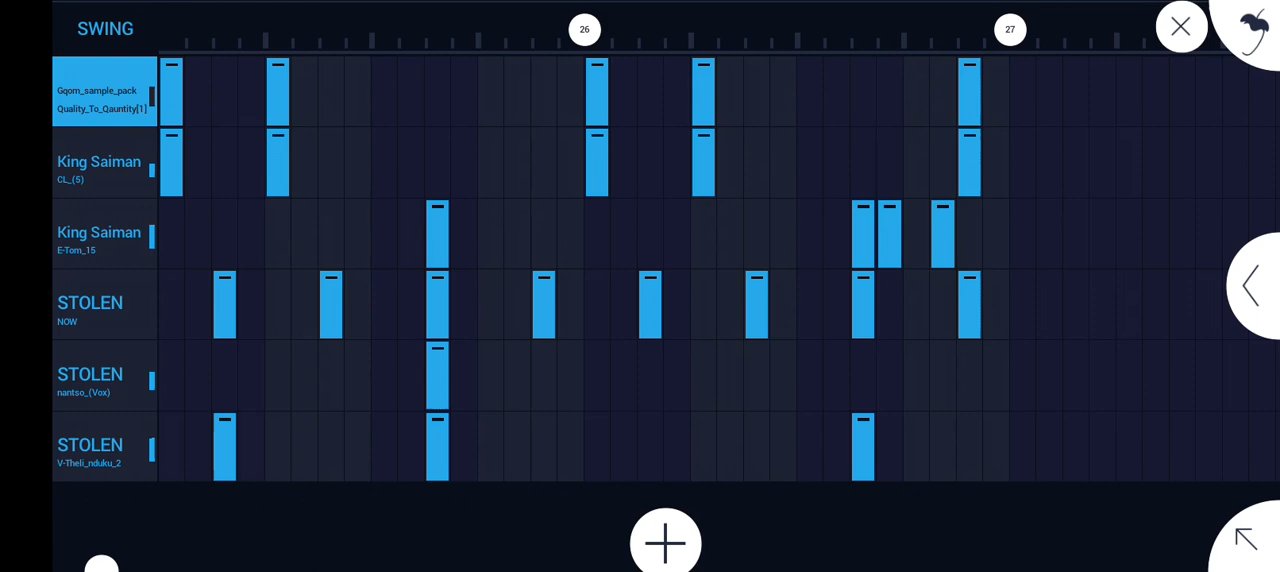 SWING
26
27
Gqom_sample_pack
Quality_To_Qauntity[1]
King Saiman
CL_(5)
King Saiman
E-Tom_15
STOLEN
NOW
STOLEN
nantso_(Vox)
STOLEN
V-Theli_nduku_2